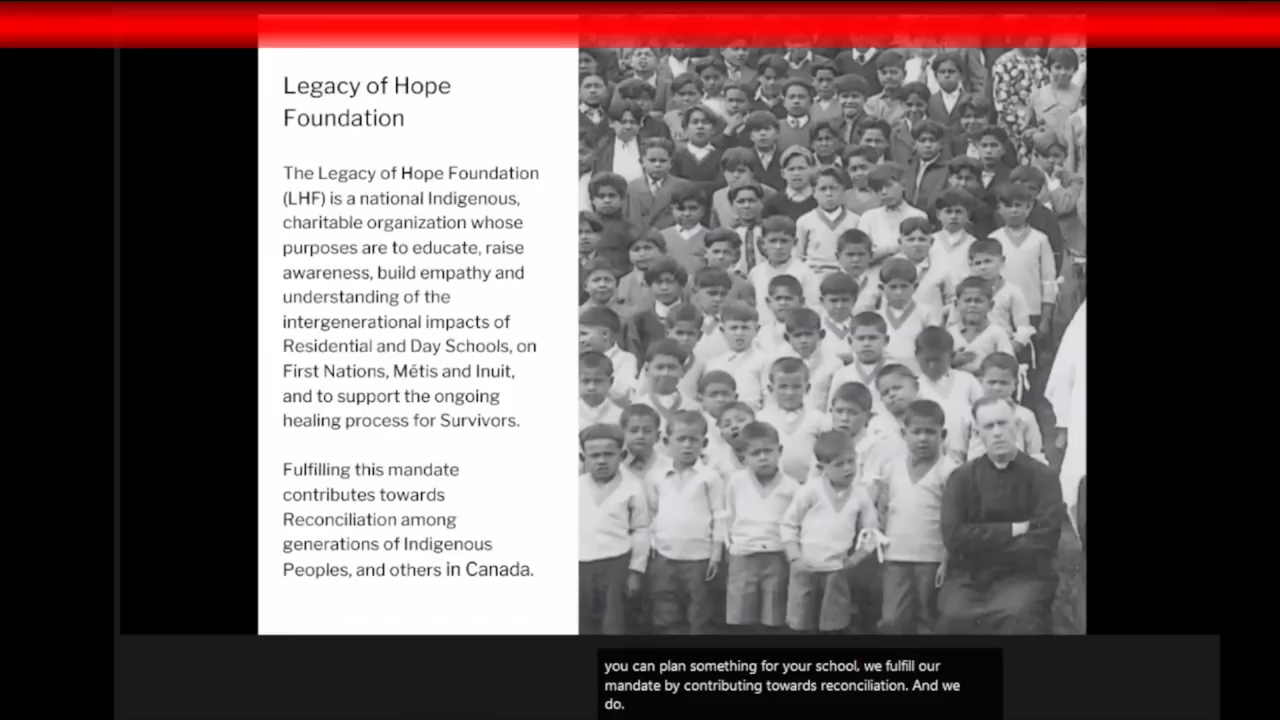 Legacy of Hope
Foundation
The Legacy of Hope Foundation
(LHF) is a national Indigenous,
charitable organization whose
purposes are to educate, raise
awareness, build empathy and
understanding of the
intergenerational impacts of
Residential and Day Schools, on
First Nations, Métis and Inuit,
and to support the ongoing
healing process for Survivors.
Fulfilling this mandate
contributes towards
Reconciliation among
generations of Indigenous
Peoples, and others in Canada.
you can plan something for your school, we fulfill our
mandate by contributing towards reconciliation. And we
do.